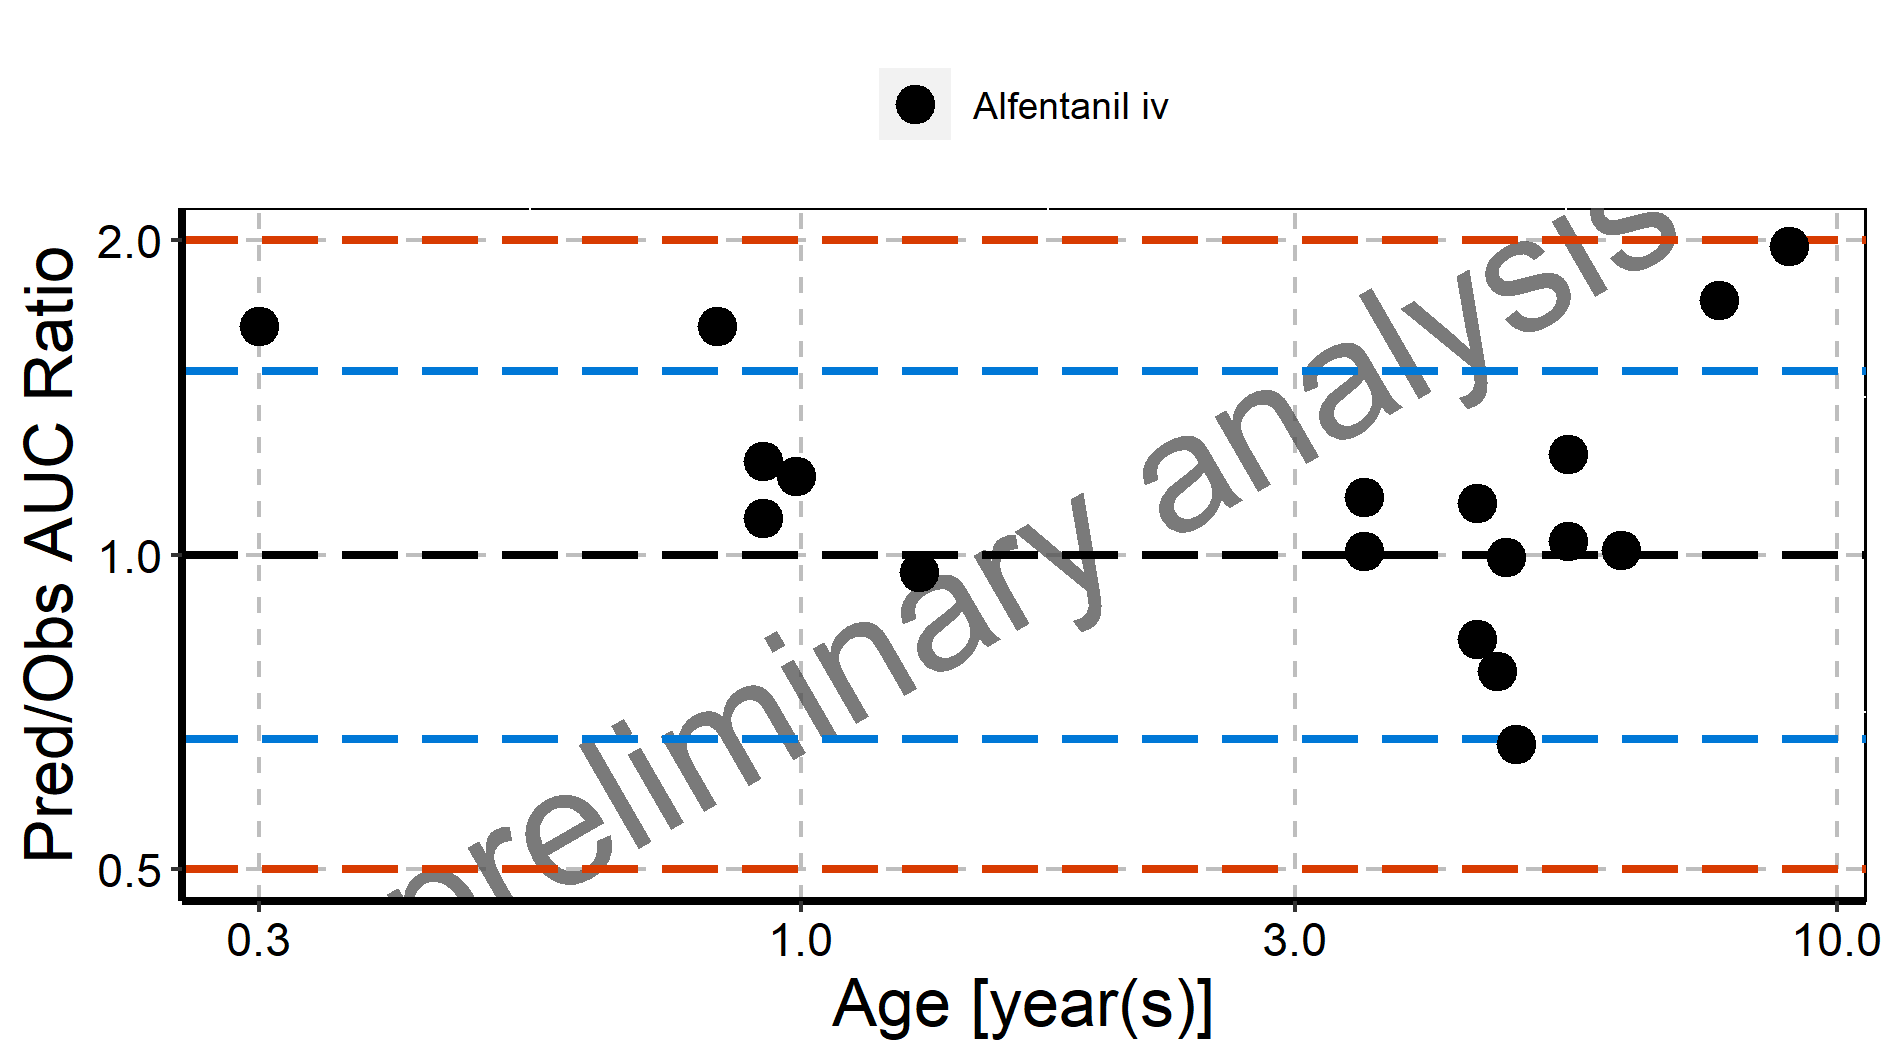 Alfentanil iv
Pred/Obs AUC Ratio
2.0
1.0
0.5
preliminary analysis
0.3 1.0 3.0 10.0
Age [year(s)]